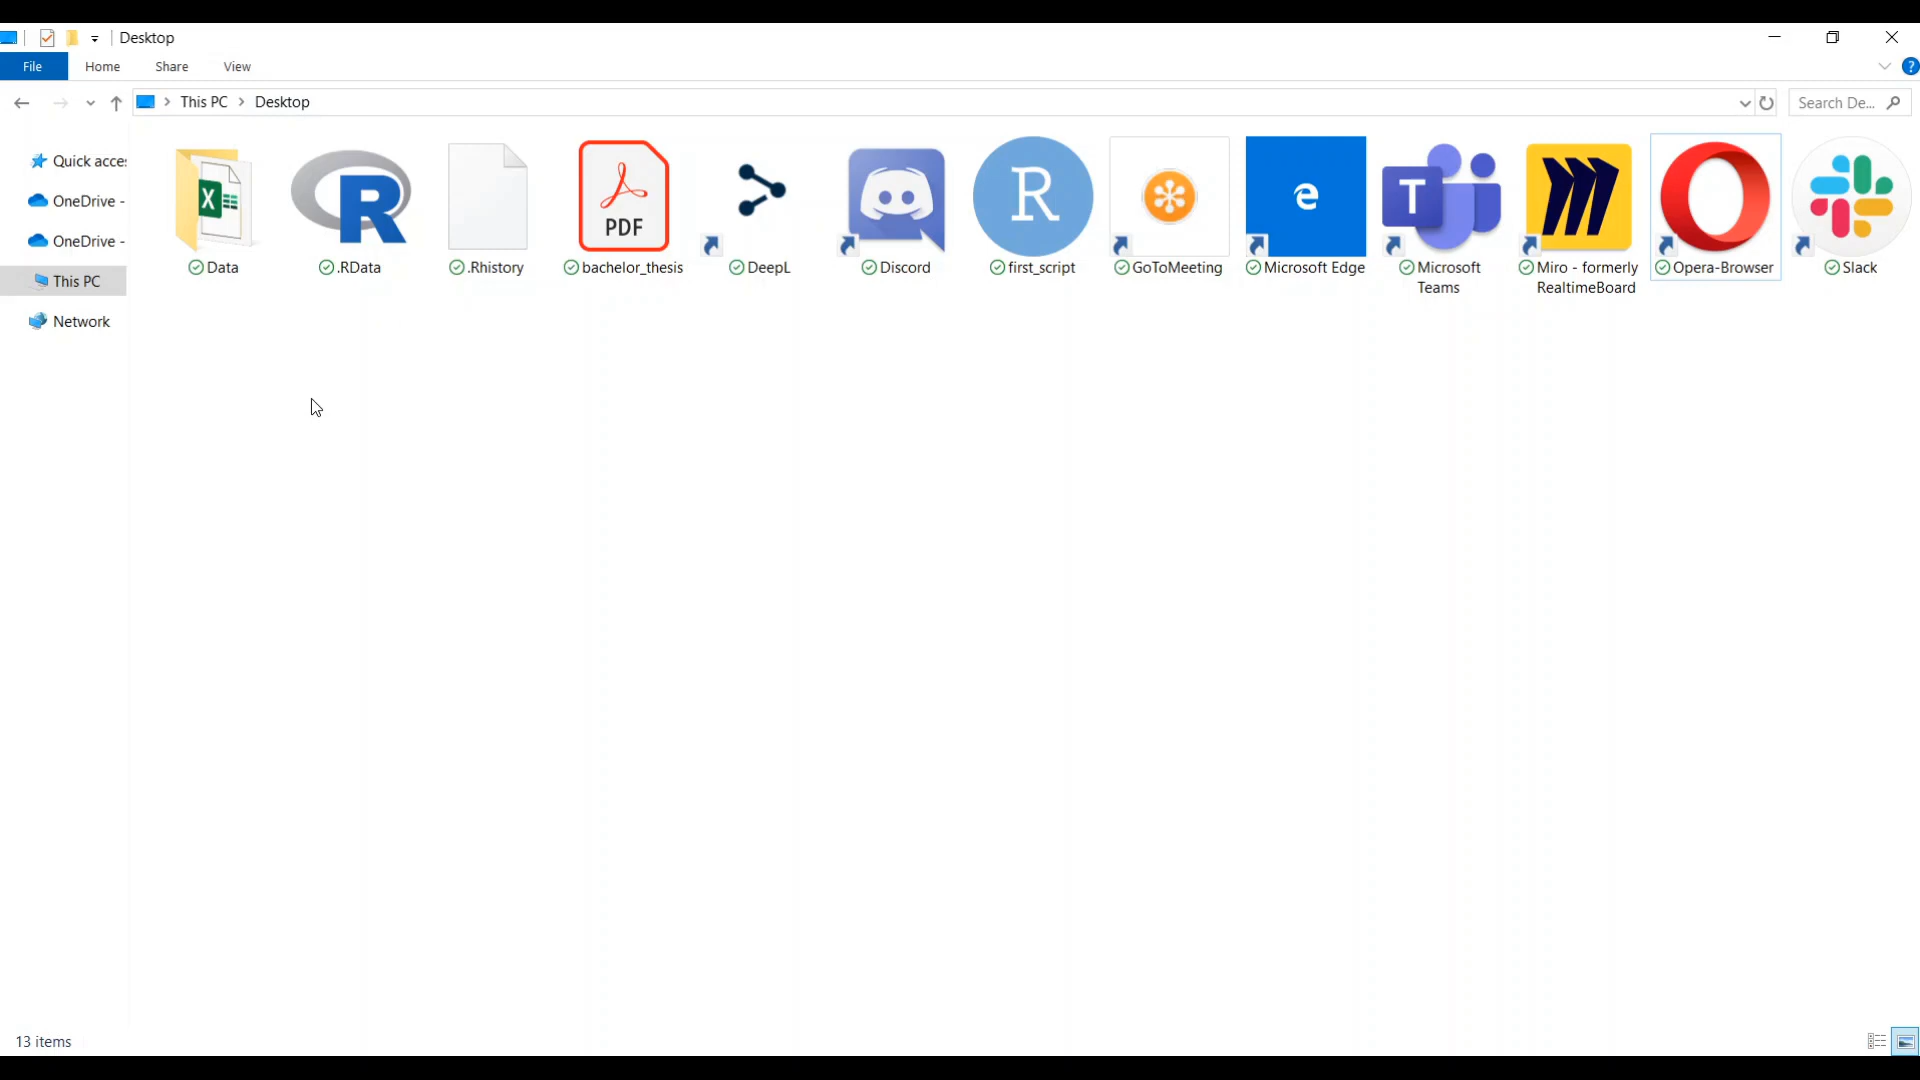 Desktop
File Home Share View
This PC Desktop
Search De...
Quick acce
OneDrive -
OneDrive -
This PC
Network
PDF
R
T
Data
.RData
.Rhistory
bachelor_thesis
DeepL
Discord
first_script
GoToMeeting
Microsoft Edge
Microsoft
Teams
Miro - formerly
RealtimeBoard
Opera-Browser
Slack
13 items